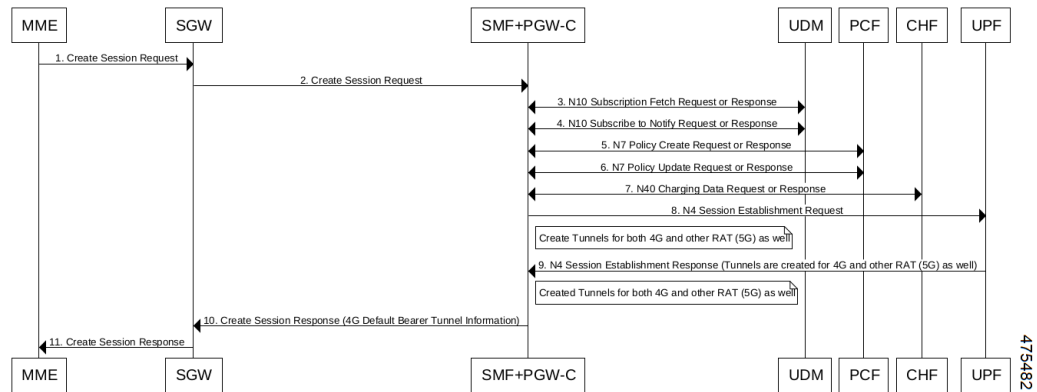 MME
SGW
SMF+PGW-C
UDM
PCF
CHF
UPF
1. Create Session Request
2. Create Session Request
3. N10 Subscription Fetch Request or Response
4. N10 Subscribe to Notify Request or Response
5. N7 Policy Create Request or Response
6. N7 Policy Update Request or Response
7. N40 Charging Data Request or Response
8. N4 Session Establishment Request
Create Tunnels for both 4G and other RAT (5G) as well
9. N4 Session Establishment Response (Tunnels are created for 4G and other RAT (5G) as well)
Created Tunnels for both 4G and other RAT (5G) as well
10. Create Session Response (4G Default Bearer Tunnel Information)
11. Create Session Response
MME
SGW
SMF+PGW-C
UDM
PCF
CHF
UPF
475482